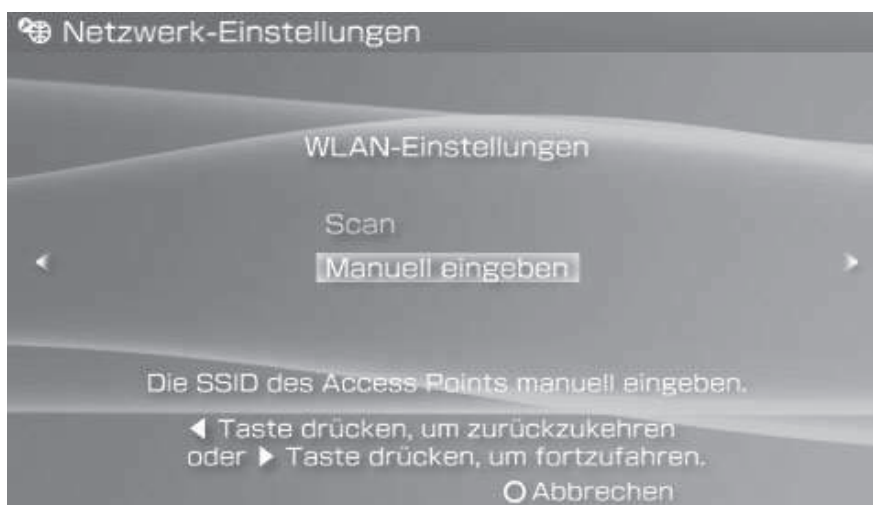 Netzwerk-Einstellungen
WLAN-Einstellungen
Scan
Manuell eingeben
Die SSID des Access Points manuell eingeben.
◀ Taste drücken, um zurückzukehren
oder ▶ Taste drücken, um fortzufahren.
○ Abbrechen